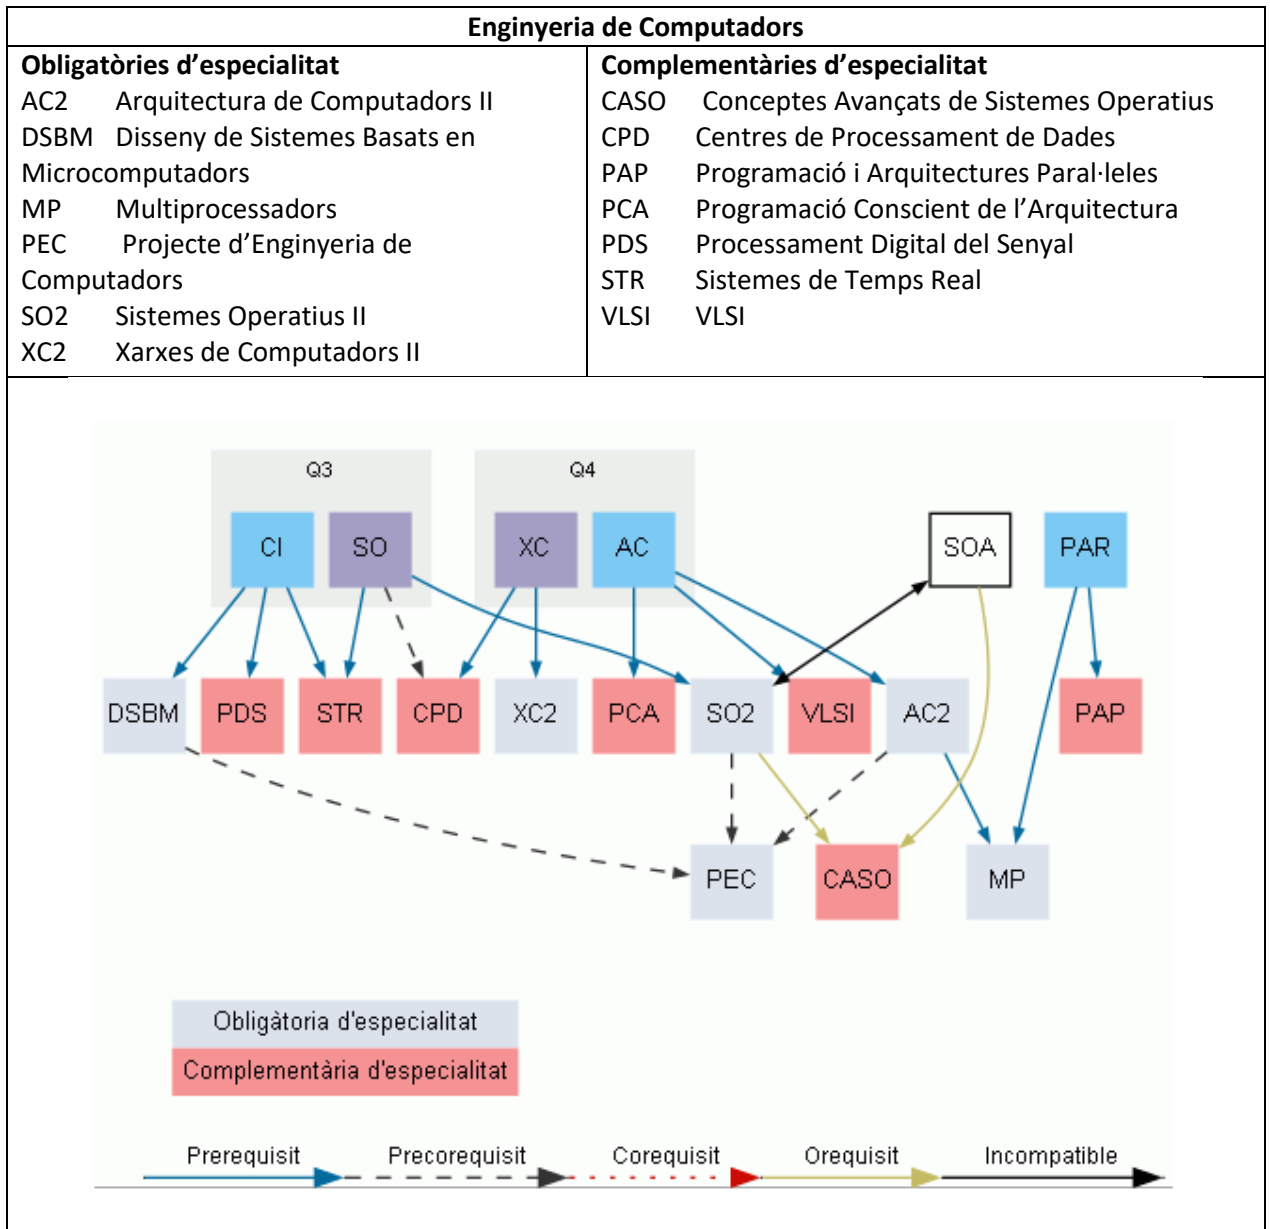 Enginyeria de Computadors
Obligatòries d’especialitat
AC2 Arquitectura de Computadors II
DSBM Disseny de Sistemes Basats en
Microcomputadors
MP Multiprocessadors
PEC Projecte d’Enginyeria de
Computadors
SO2 Sistemes Operatius II
XC2 Xarxes de Computadors II
Complementàries d’especialitat
CASO Conceptes Avançats de Sistemes Operatius
CPD Centres de Processament de Dades
PAP Programació i Arquitectures Paral·leles
PCA Programació Conscient de l’Arquitectura
PDS Processament Digital del Senyal
STR Sistemes de Temps Real
VLSI VLSI
Q3 Q4
CI SO XC AC SOA PAR
DSBM PDS STR CPD XC2 PCA SO2 VLSI AC2 PAP
PEC CASO MP
Obligàtoria d'especialitat
Complementària d'especialitat
Prerequisit Precorequisit Corequisit Orequisit Incompatible